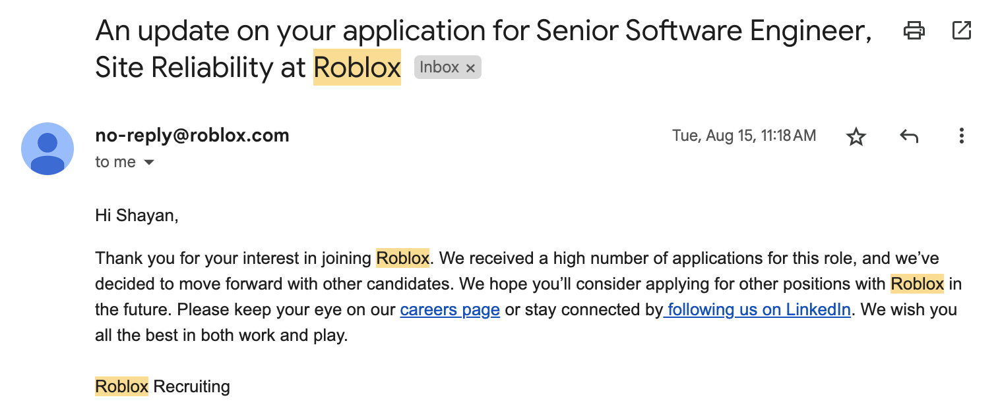 An update on your application for Senior Software Engineer,
Site Reliability at Roblox Inbox ×
no-reply@roblox.com Tue, Aug 15, 11:18 AM
to me
Hi Shayan,
Thank you for your interest in joining Roblox. We received a high number of applications for this role, and we’ve
decided to move forward with other candidates. We hope you’ll consider applying for other positions with Roblox in
the future. Please keep your eye on our careers page or stay connected by following us on LinkedIn. We wish you
all the best in both work and play.
Roblox Recruiting